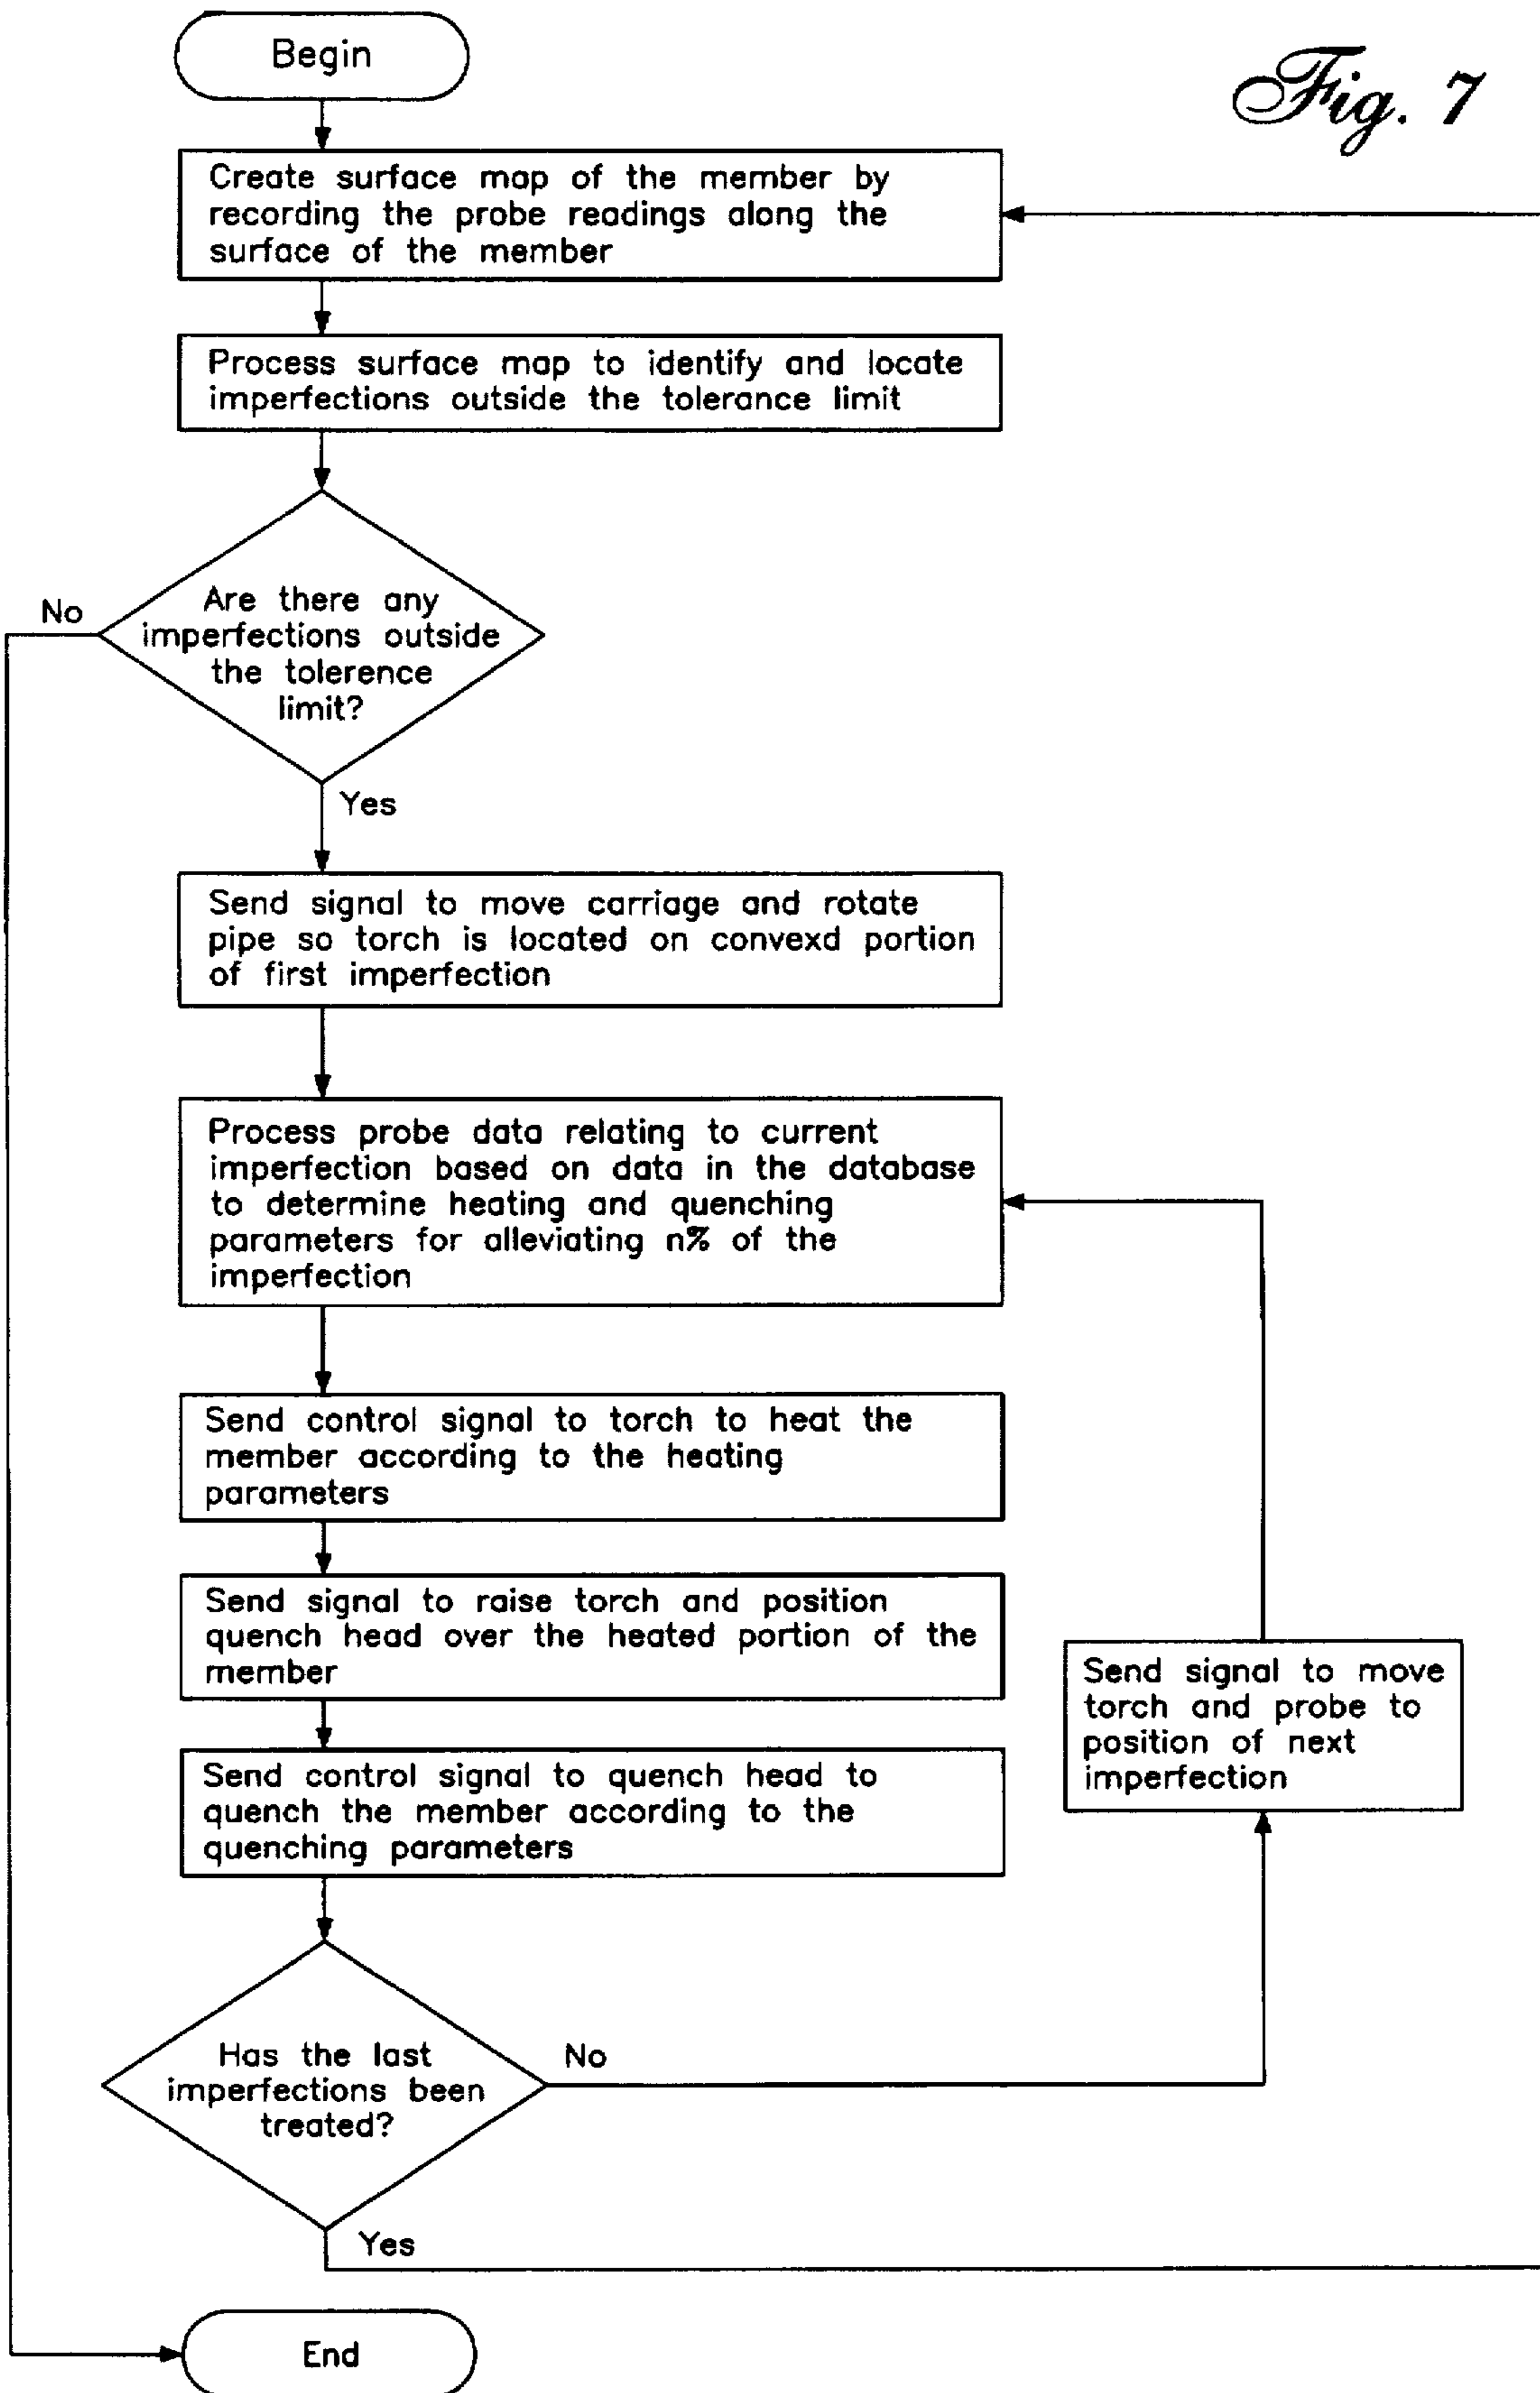 Begin
Fig. 7
Create surface map of the member by
recording the probe readings along the
surface of the member
Process surface map to identify and locate
imperfections outside the tolerance limit
Are there any
imperfections outside
the tolerence
limit?
No
Yes
Send signal to move carriage and rotate
pipe so torch is located on convexd portion
of first imperfection
Process probe data relating to current
imperfection based on data in the database
to determine heating and quenching
parameters for alleviating n% of the
imperfection
Send control signal to torch to heat the
member according to the heating
parameters
Send signal to raise torch and position
quench head over the heated portion of the
member
Send signal to move
torch and probe to
position of next
imperfection
Send control signal to quench head to
quench the member according to the
quenching parameters
Has the last
imperfections been
treated?
No
Yes
End